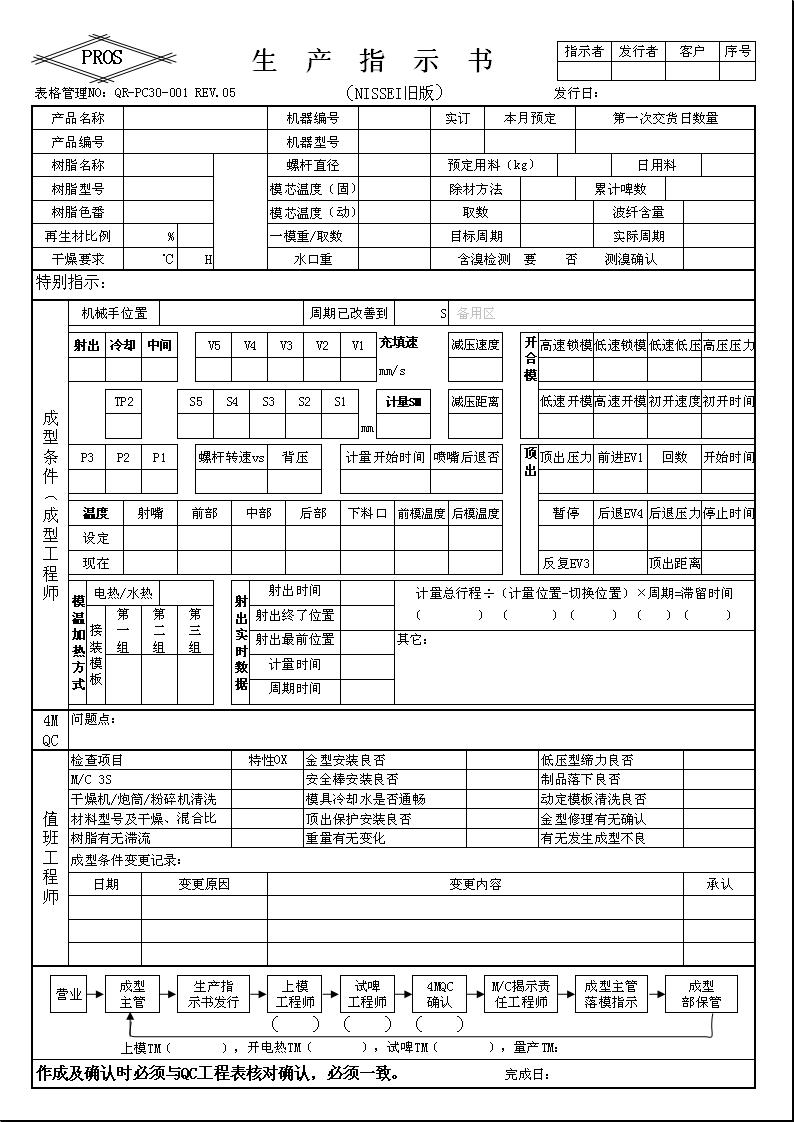 PROS
生 产 指 示 书
指示者 发行者 客户 序号
表格管理NO：QR-PC30-001 REV.05
（NISSEI旧版）
发行日：
产品名称 机器编号 实订 本月预定 第一次交货日数量
产品编号 机器型号
树脂名称 螺杆直径 预定用料（kg） 日用料
树脂型号 模芯温度（固） 除材方法 累计啤数
树脂色番 模芯温度（动） 取数 波纤含量
再生材比例 % 一模重/取数 目标周期 实际周期
干燥要求 ℃ H 水口重 含溴检测 要 否 测溴确认
特别指示：
成型条件（成型工程师
机械手位置 周期已改善到 S 备用区
射出 冷却 中间 V5 V4 V3 V2 V1 充填速 减压速度
mm/s
开合模
高速锁模 低速锁模 低速低压 高压压力
TP2 S5 S4 S3 S2 S1 计量SM 减压距离
mm
低速开模 高速开模 初开速度 初开时间
P3 P2 P1 螺杆转速vs 背压 计量开始时间 喷嘴后退否
顶出
顶出压力 前进EV1 回数 开始时间
温度 射嘴 前部 中部 后部 下料口 前模温度 后模温度
暂停 后退EV4 后退压力 停止时间
设定
现在
反复EV3 顶出距离
模温加热方式
电热/水热
接装模板
第一组 第二组 第三组
射出实时数据
射出时间
射出终了位置
射出最前位置
计量时间
周期时间
计量总行程÷（计量位置-切换位置）×周期=滞留时间
（ ）（ ）（ ）（ ）（ ）
其它：
4M
QC
问题点：
值班工程师
检查项目 特性OX 金型安装良否 低压型缔力良否
M/C 3S 安全棒安装良否 制品落下良否
干燥机/炮筒/粉碎机清洗 模具冷却水是否通畅 动定模板清洗良否
材料型号及干燥、混合比 顶出保护安装良否 金型修理有无确认
树脂有无滞流 重量有无变化 有无发生成型不良
成型条件变更记录：
日期 变更原因 变更内容 承认
营业
成型
主管
生产指
示书发行
上模
工程师
试啤
工程师
4MQC
确认
M/C揭示责
任工程师
成型主管
落模指示
成型
部保管
（ ） （ ） （ ）
上模TM（ ），开电热TM（ ），试啤TM（ ），量产TM：
作成及确认时必须与QC工程表核对确认，必须一致。 完成日：